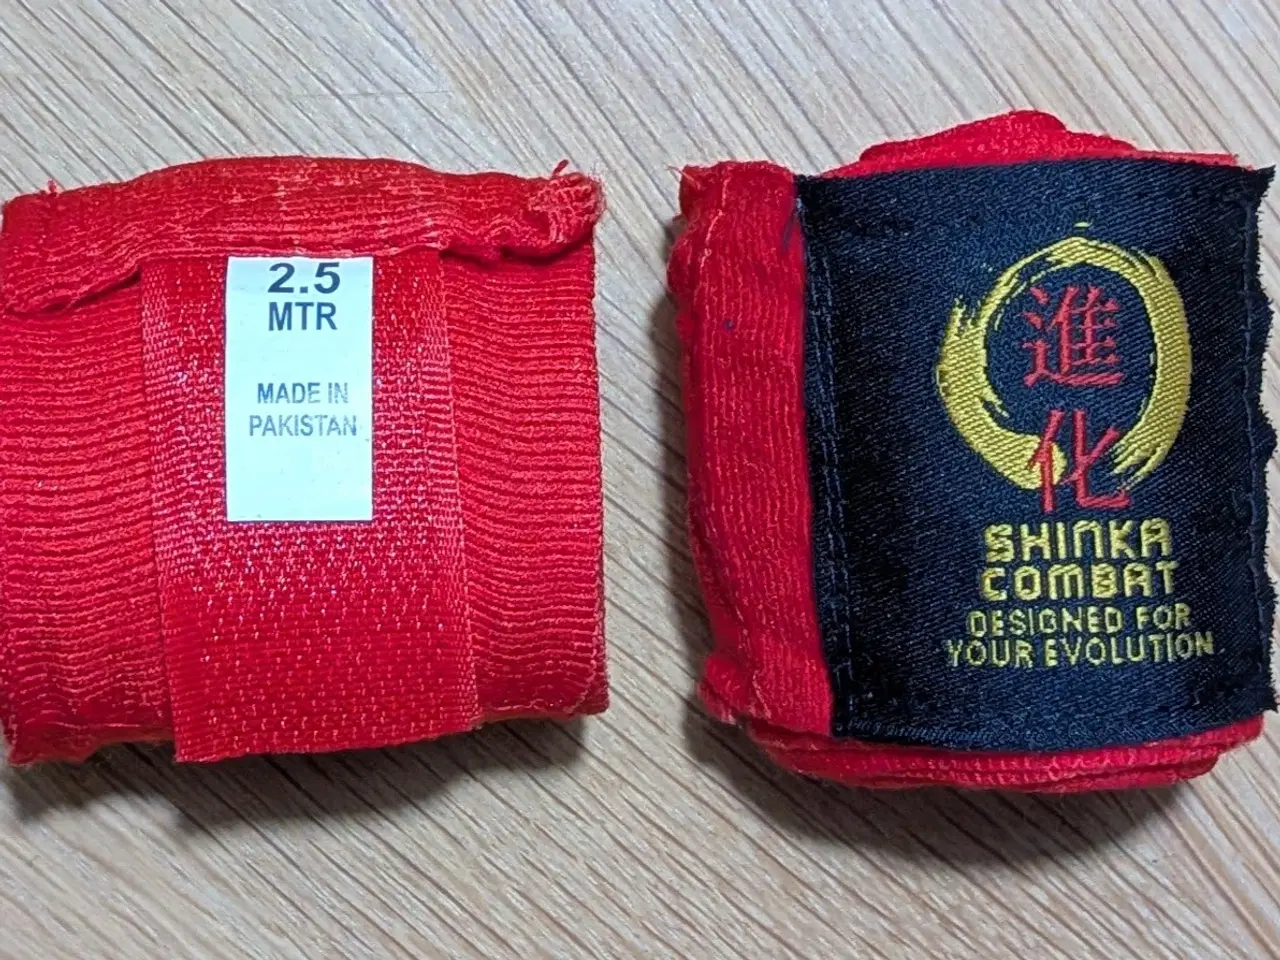 2.5
MTR
MADE IN
PAKISTAN
進
化
SHINKA
COMBAT
DESIGNED FOR
YOUR EVOLUTION